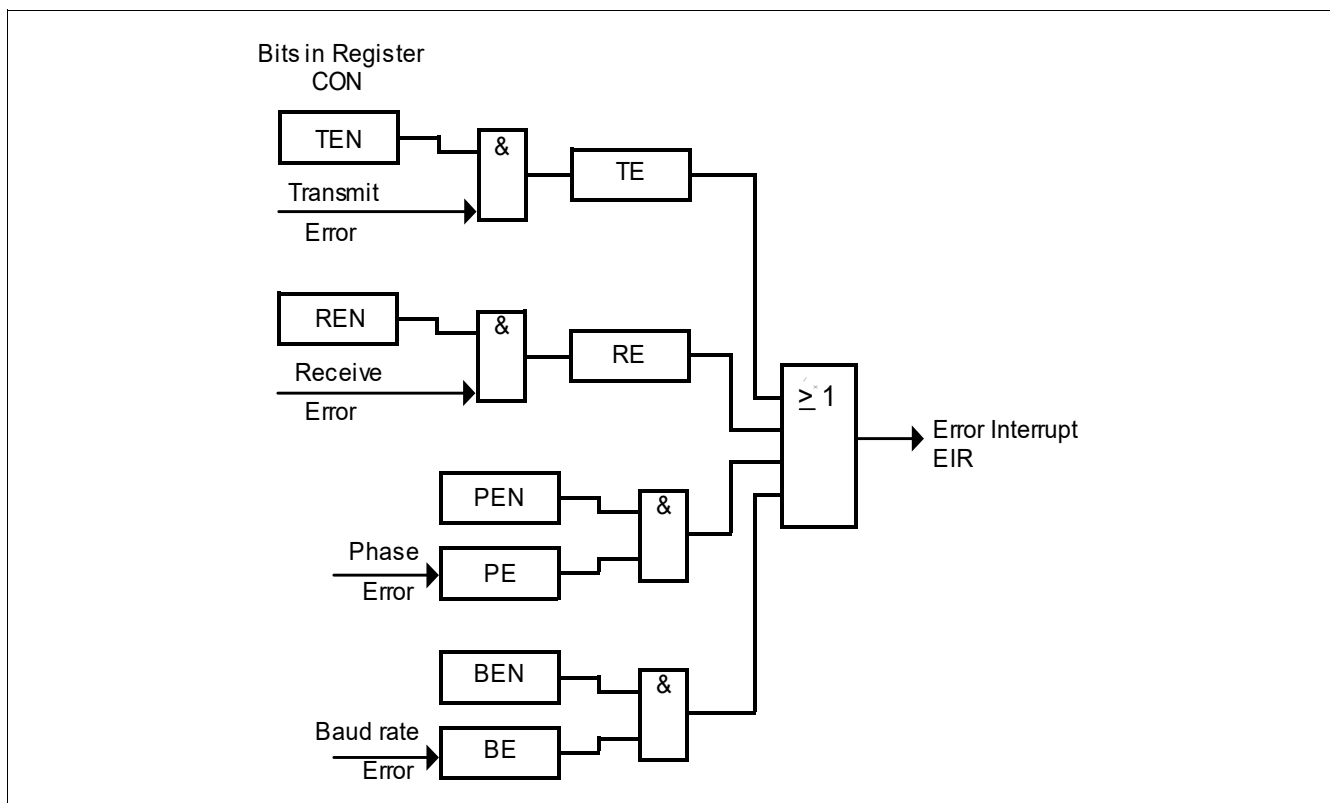 Bits in Register
CON
TEN
&
TE
Transmit
Error
REN
&
RE
Receive
Error
≥ 1
Error Interrupt
EIR
PEN
&
Phase
Error
PE
BEN
&
Baud rate
Error
BE